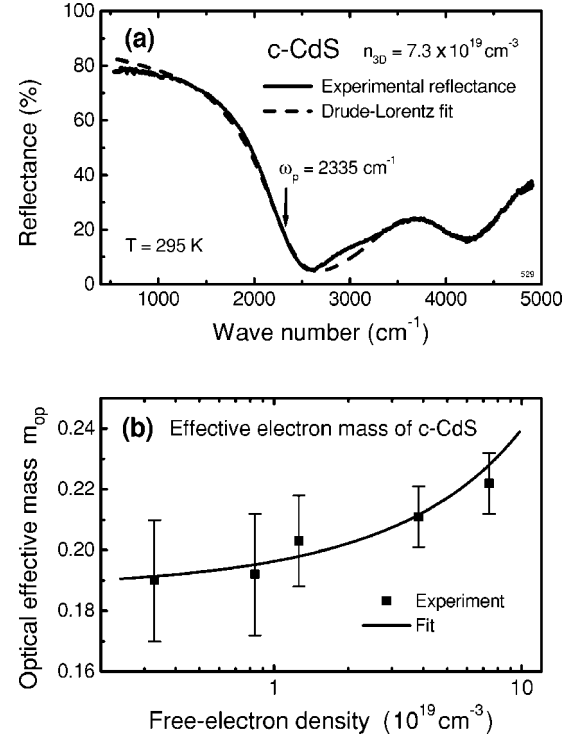 (a) c-CdS n3D = 7.3 x 10^19 cm^-3
Experimental reflectance
Drude-Lorentz fit
ωp = 2335 cm^-1
T = 295 K
529
100
80
60
40
20
0
Reflectance (%)
1000 2000 3000 4000 5000
Wave number (cm^-1)
(b) Effective electron mass of c-CdS
Experiment
Fit
0.24
0.22
0.20
0.18
0.16
Optical effective mass mop
1 10
Free-electron density (10^19 cm^-3)